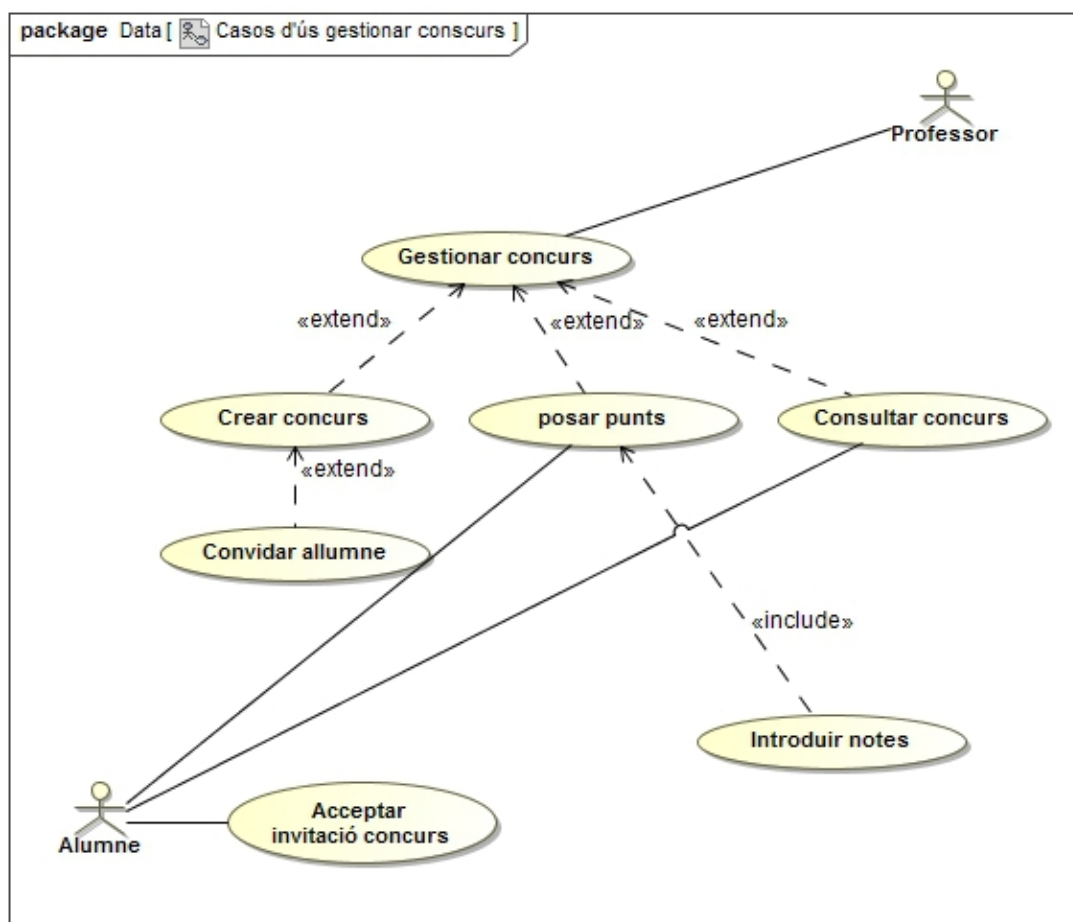 package Data [ Casos d'ús gestionar conscurs ]
Professor
Gestionar concurs
«extend»
«extend»
«extend»
Crear concurs
posar punts
Consultar concurs
«extend»
Convidar allumne
«include»
Introduir notes
Acceptar
invitació concurs
Alumne